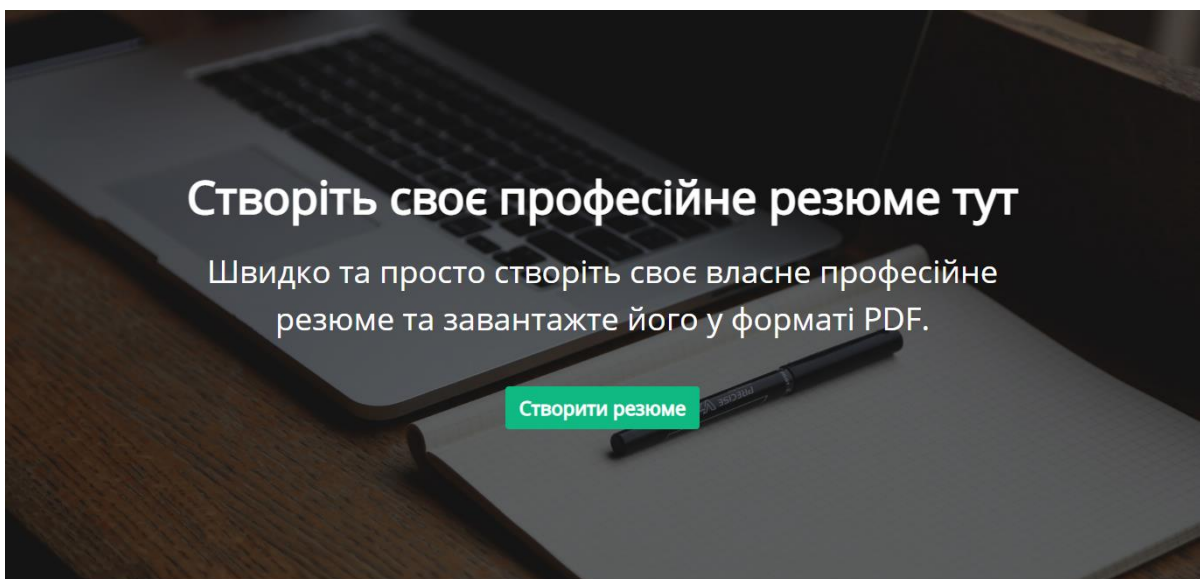 Створіть своє професійне резюме тут
Швидко та просто створіть своє власне професійне
резюме та завантажте його у форматі PDF.
Створити резюме
PRECISE V